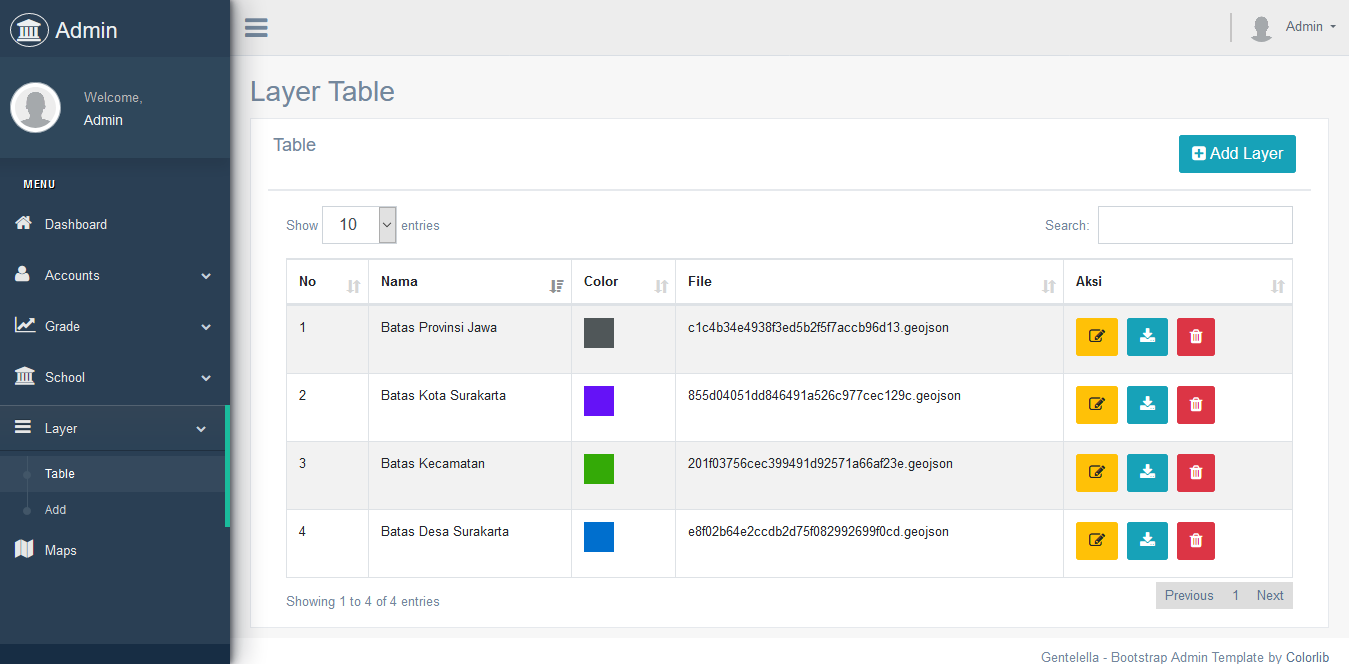 Admin
Admin
Welcome,
Admin
MENU
Dashboard
Accounts
Grade
School
Layer
Table
Add
Maps
Layer Table
Table
Add Layer
Show 10 entries
Search:
No Nama Color File Aksi
1 Batas Provinsi Jawa c1c4b34e4938f3ed5b2f5f7accb96d13.geojson
2 Batas Kota Surakarta 855d04051dd846491a526c977cec129c.geojson
3 Batas Kecamatan 201f03756cec399491d92571a66af23e.geojson
4 Batas Desa Surakarta e8f02b64e2ccdb2d75f082992699f0cd.geojson
Showing 1 to 4 of 4 entries
Previous 1 Next
Gentelella - Bootstrap Admin Template by Colorlib